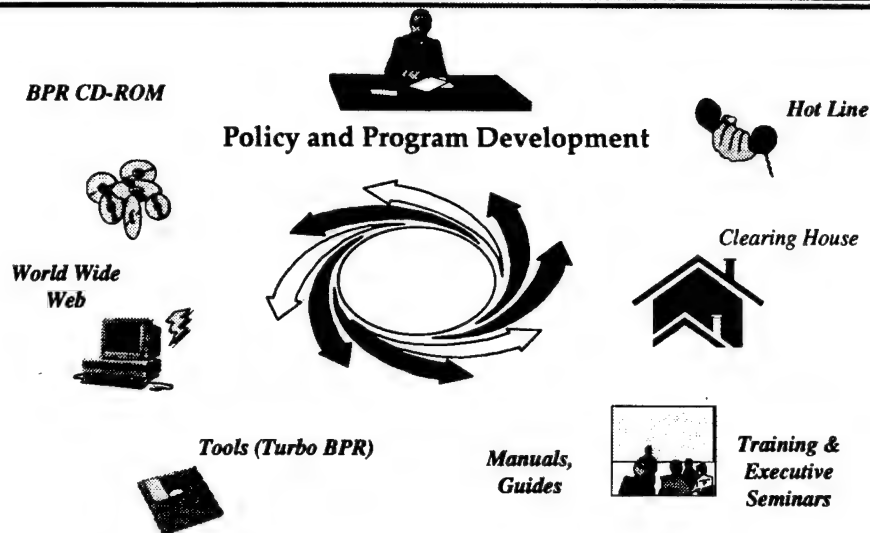 BPR CD-ROM
Hot Line
Policy and Program Development
Clearing House
World Wide
Web
Tools (Turbo BPR)
Manuals,
Guides
Training &
Executive
Seminars